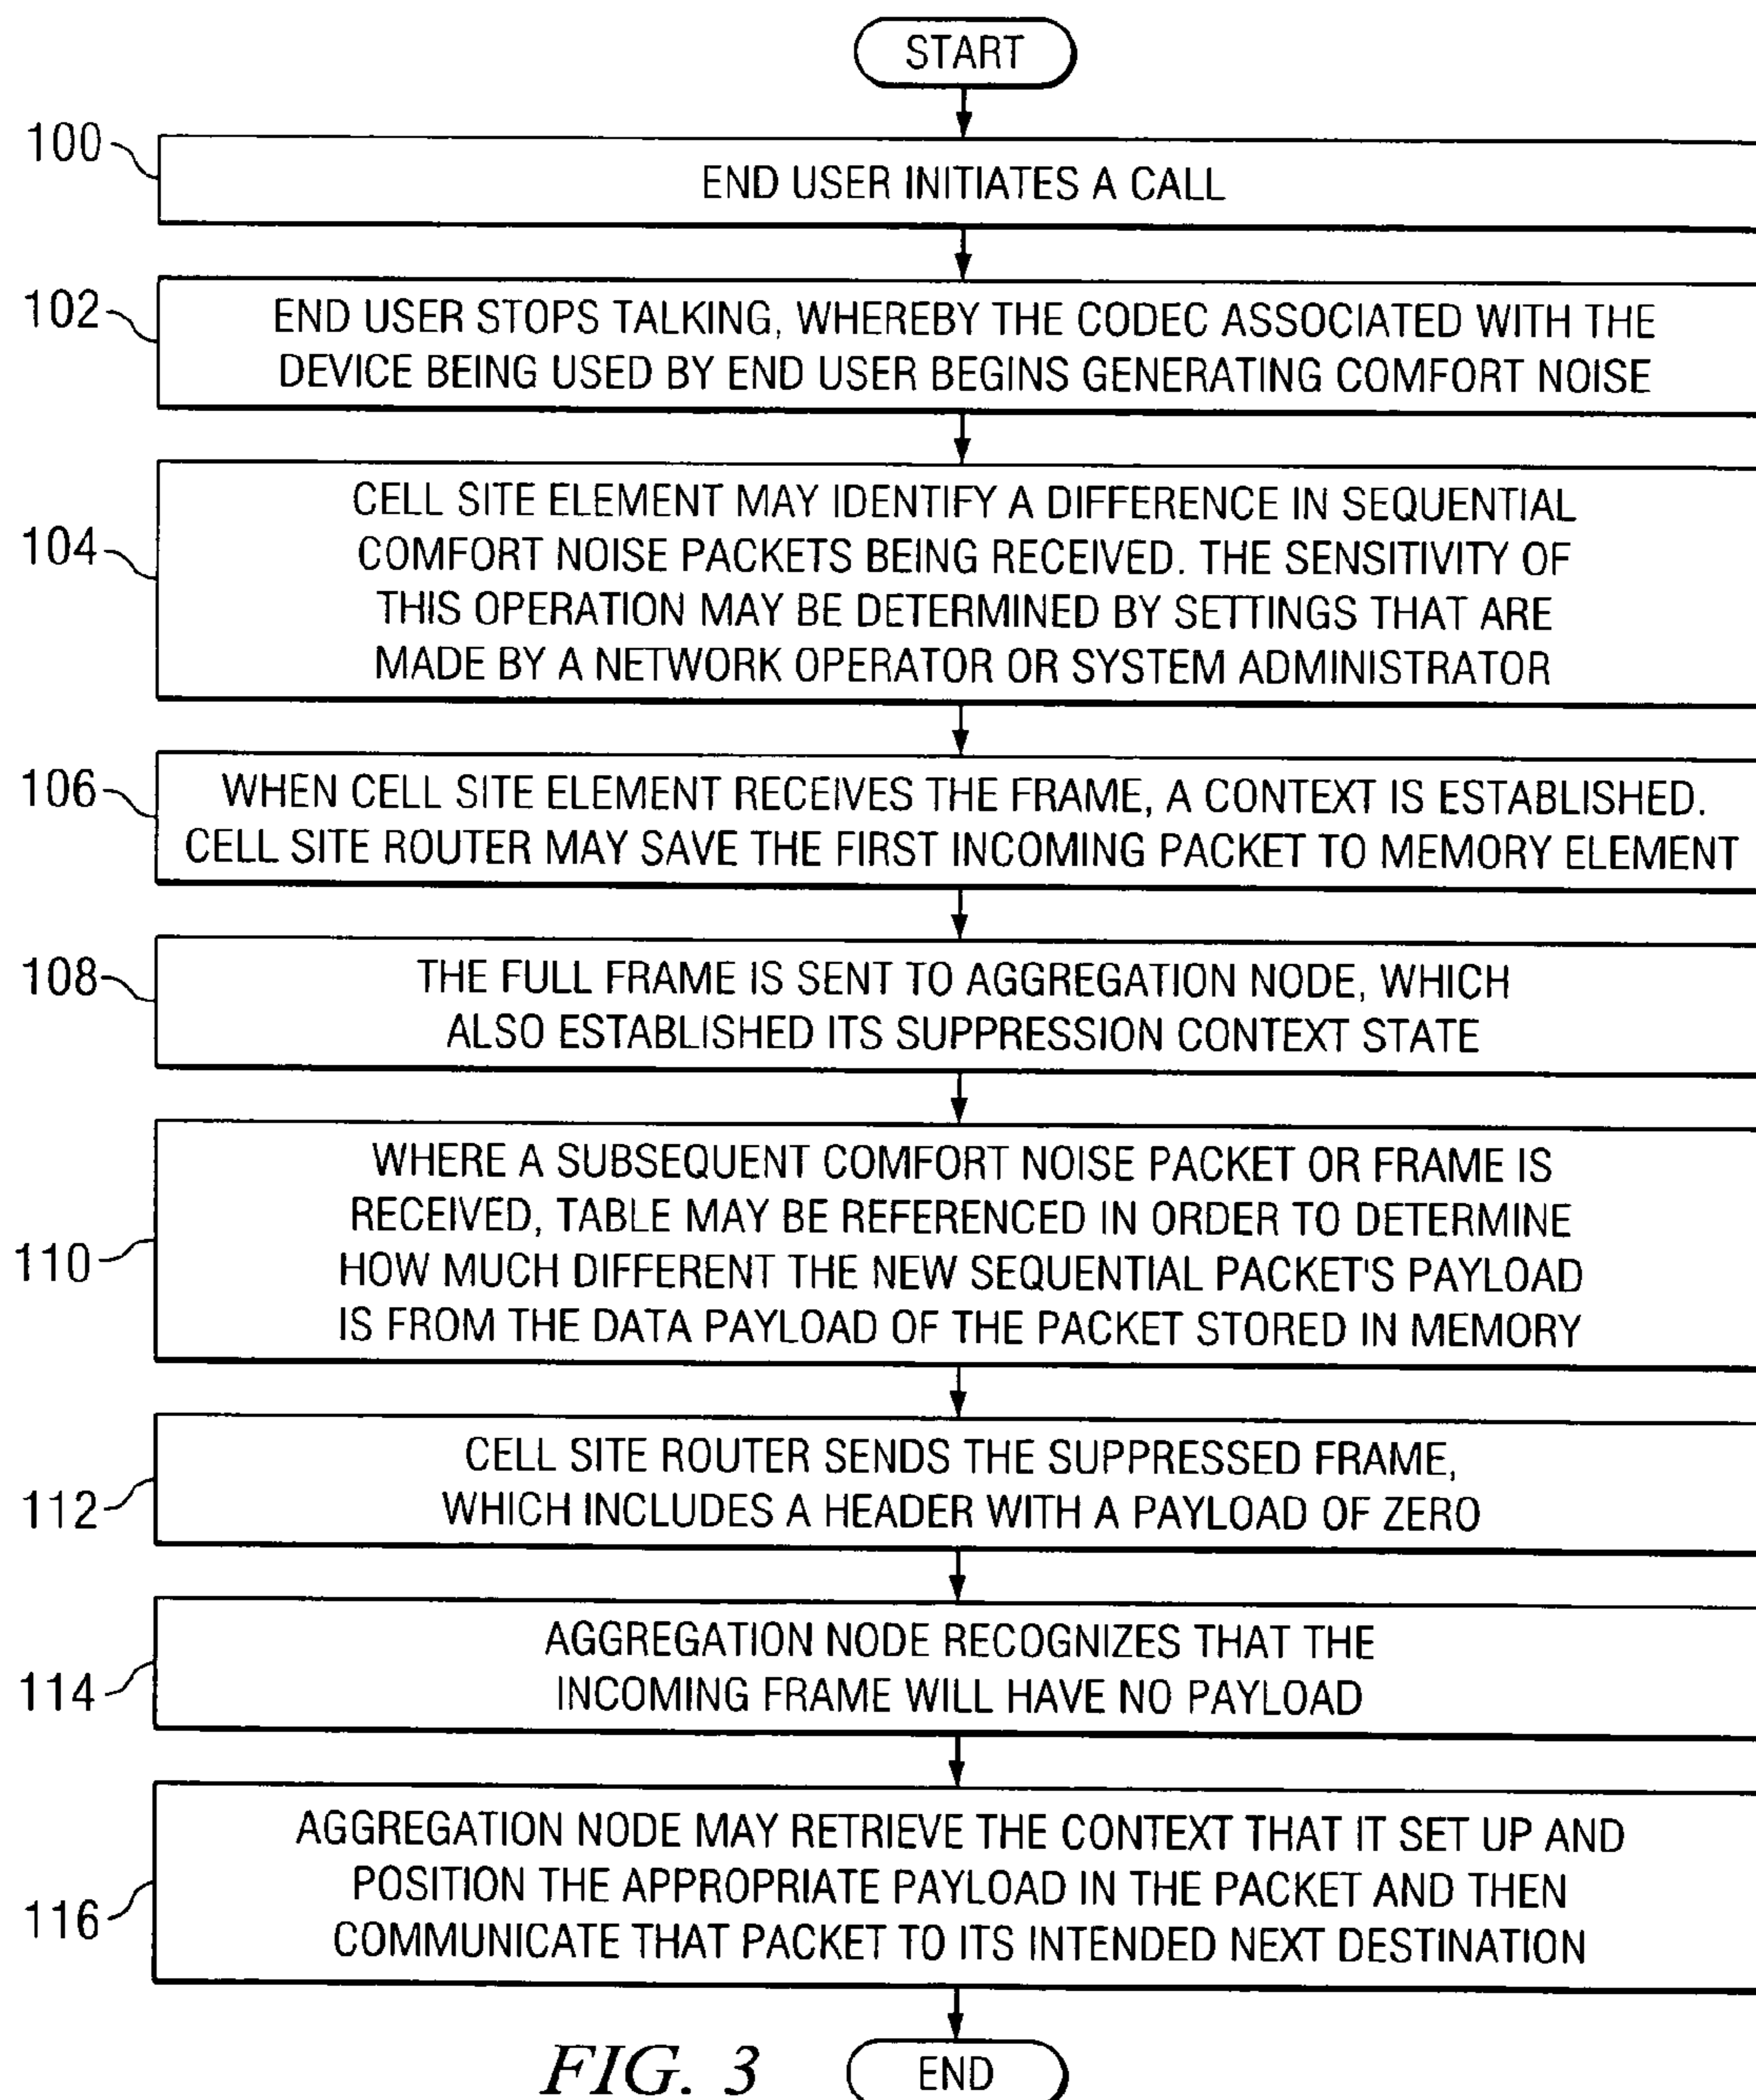 START
100
END USER INITIATES A CALL
102
END USER STOPS TALKING, WHEREBY THE CODEC ASSOCIATED WITH THE
DEVICE BEING USED BY END USER BEGINS GENERATING COMFORT NOISE
104
CELL SITE ELEMENT MAY IDENTIFY A DIFFERENCE IN SEQUENTIAL
COMFORT NOISE PACKETS BEING RECEIVED. THE SENSITIVITY OF
THIS OPERATION MAY BE DETERMINED BY SETTINGS THAT ARE
MADE BY A NETWORK OPERATOR OR SYSTEM ADMINISTRATOR
106
WHEN CELL SITE ELEMENT RECEIVES THE FRAME, A CONTEXT IS ESTABLISHED.
CELL SITE ROUTER MAY SAVE THE FIRST INCOMING PACKET TO MEMORY ELEMENT
108
THE FULL FRAME IS SENT TO AGGREGATION NODE, WHICH
ALSO ESTABLISHED ITS SUPPRESSION CONTEXT STATE
110
WHERE A SUBSEQUENT COMFORT NOISE PACKET OR FRAME IS
RECEIVED, TABLE MAY BE REFERENCED IN ORDER TO DETERMINE
HOW MUCH DIFFERENT THE NEW SEQUENTIAL PACKET'S PAYLOAD
IS FROM THE DATA PAYLOAD OF THE PACKET STORED IN MEMORY
112
CELL SITE ROUTER SENDS THE SUPPRESSED FRAME,
WHICH INCLUDES A HEADER WITH A PAYLOAD OF ZERO
114
AGGREGATION NODE RECOGNIZES THAT THE
INCOMING FRAME WILL HAVE NO PAYLOAD
116
AGGREGATION NODE MAY RETRIEVE THE CONTEXT THAT IT SET UP AND
POSITION THE APPROPRIATE PAYLOAD IN THE PACKET AND THEN
COMMUNICATE THAT PACKET TO ITS INTENDED NEXT DESTINATION
FIG. 3
END